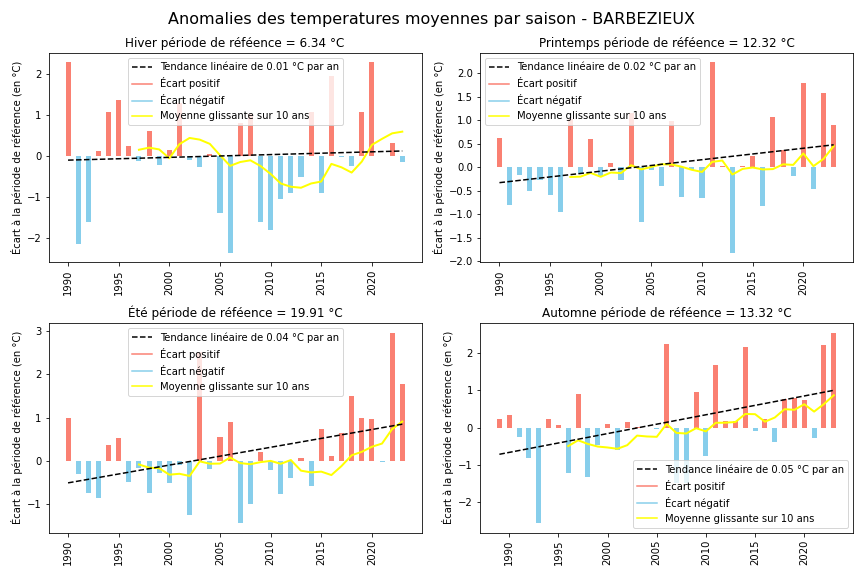 Anomalies des temperatures moyennes par saison - BARBEZIEUX
Hiver période de réféence = 6.34 °C
Écart à la période de référence (en °C)
2
1
0
−1
−2
Tendance linéaire de 0.01 °C par an
Écart positif
Écart négatif
Moyenne glissante sur 10 ans
1990
1995
2000
2005
2010
2015
2020
Printemps période de réféence = 12.32 °C
Écart à la période de référence (en °C)
2.0
1.5
1.0
0.5
0.0
−0.5
−1.0
−1.5
−2.0
Tendance linéaire de 0.02 °C par an
Écart positif
Écart négatif
Moyenne glissante sur 10 ans
1990
1995
2000
2005
2010
2015
2020
Été période de réféence = 19.91 °C
Écart à la période de référence (en °C)
3
2
1
0
−1
Tendance linéaire de 0.04 °C par an
Écart positif
Écart négatif
Moyenne glissante sur 10 ans
1990
1995
2000
2005
2010
2015
2020
Automne période de réféence = 13.32 °C
Écart à la période de référence (en °C)
2
1
0
−1
−2
Tendance linéaire de 0.05 °C par an
Écart positif
Écart négatif
Moyenne glissante sur 10 ans
1990
1995
2000
2005
2010
2015
2020